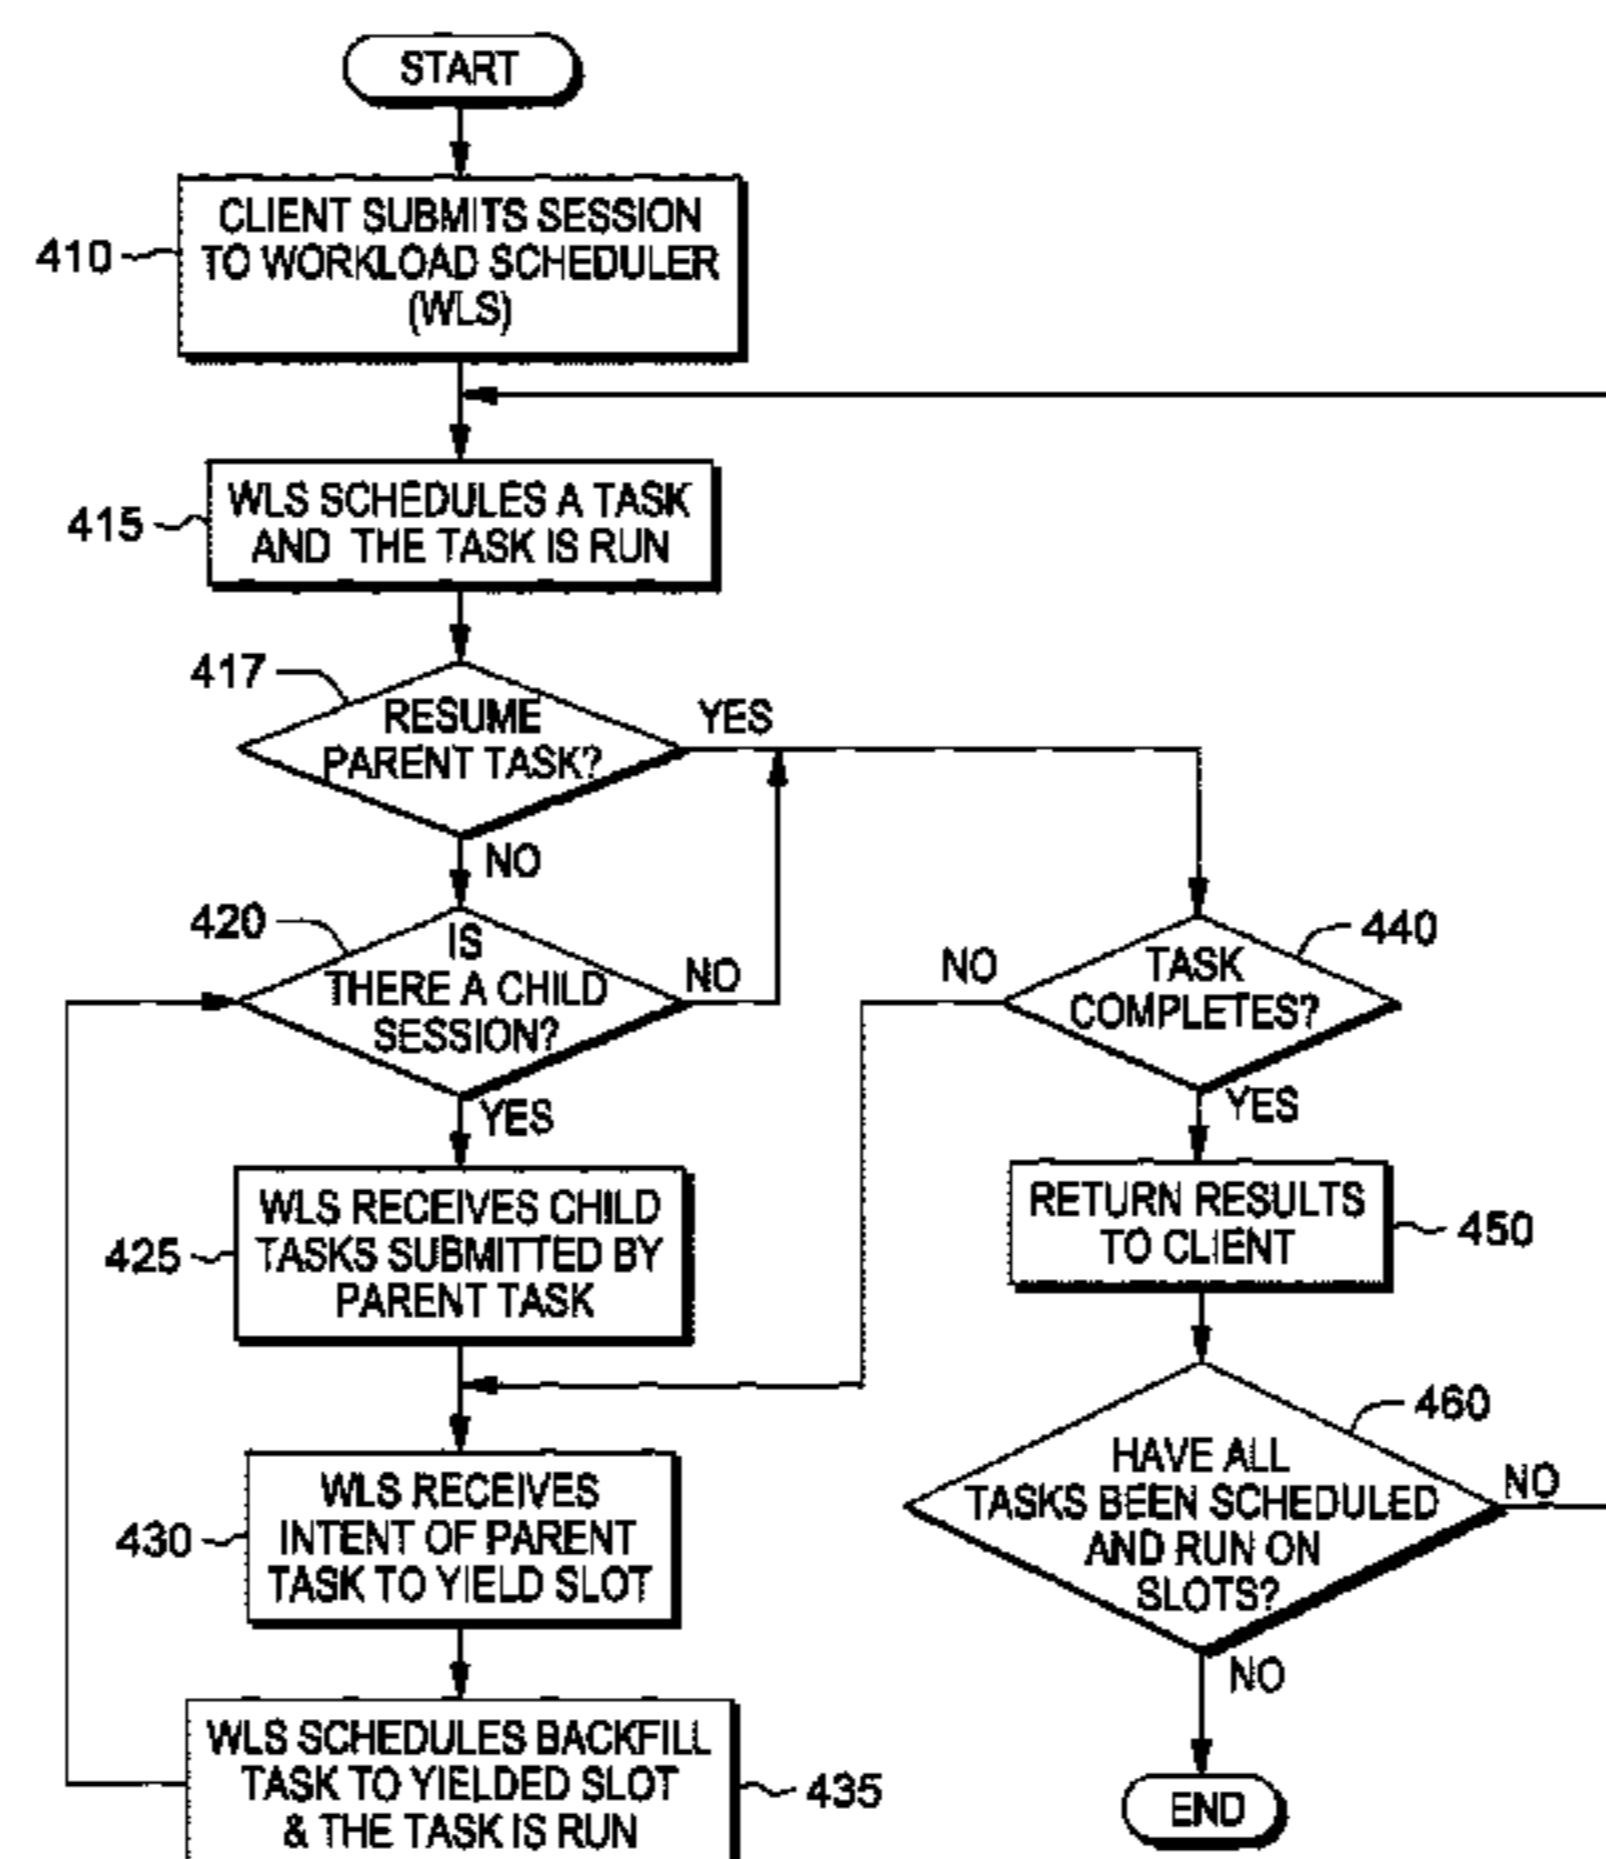 START
CLIENT SUBMITS SESSION
TO WORKLOAD SCHEDULER
(WLS)
410
WLS SCHEDULES A TASK
AND THE TASK IS RUN
415
417
RESUME
PARENT TASK?
YES
NO
420
IS
THERE A CHILD
SESSION?
NO
YES
425
WLS RECEIVES CHILD
TASKS SUBMITTED BY
PARENT TASK
430
WLS RECEIVES
INTENT OF PARENT
TASK TO YIELD SLOT
WLS SCHEDULES BACKFILL
TASK TO YIELDED SLOT
& THE TASK IS RUN
435
440
NO
TASK
COMPLETES?
YES
RETURN RESULTS
TO CLIENT
450
460
HAVE ALL
TASKS BEEN SCHEDULED
AND RUN ON
SLOTS?
NO
NO
END